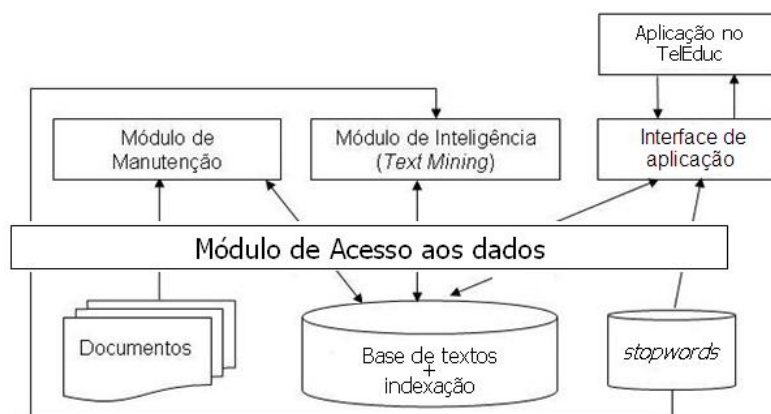 Aplicação no
TelEduc
Módulo de
Manutenção
Módulo de Inteligência
(Text Mining)
Interface de
aplicação
Módulo de Acesso aos dados
Documentos
Base de textos
+
indexação
stopwords